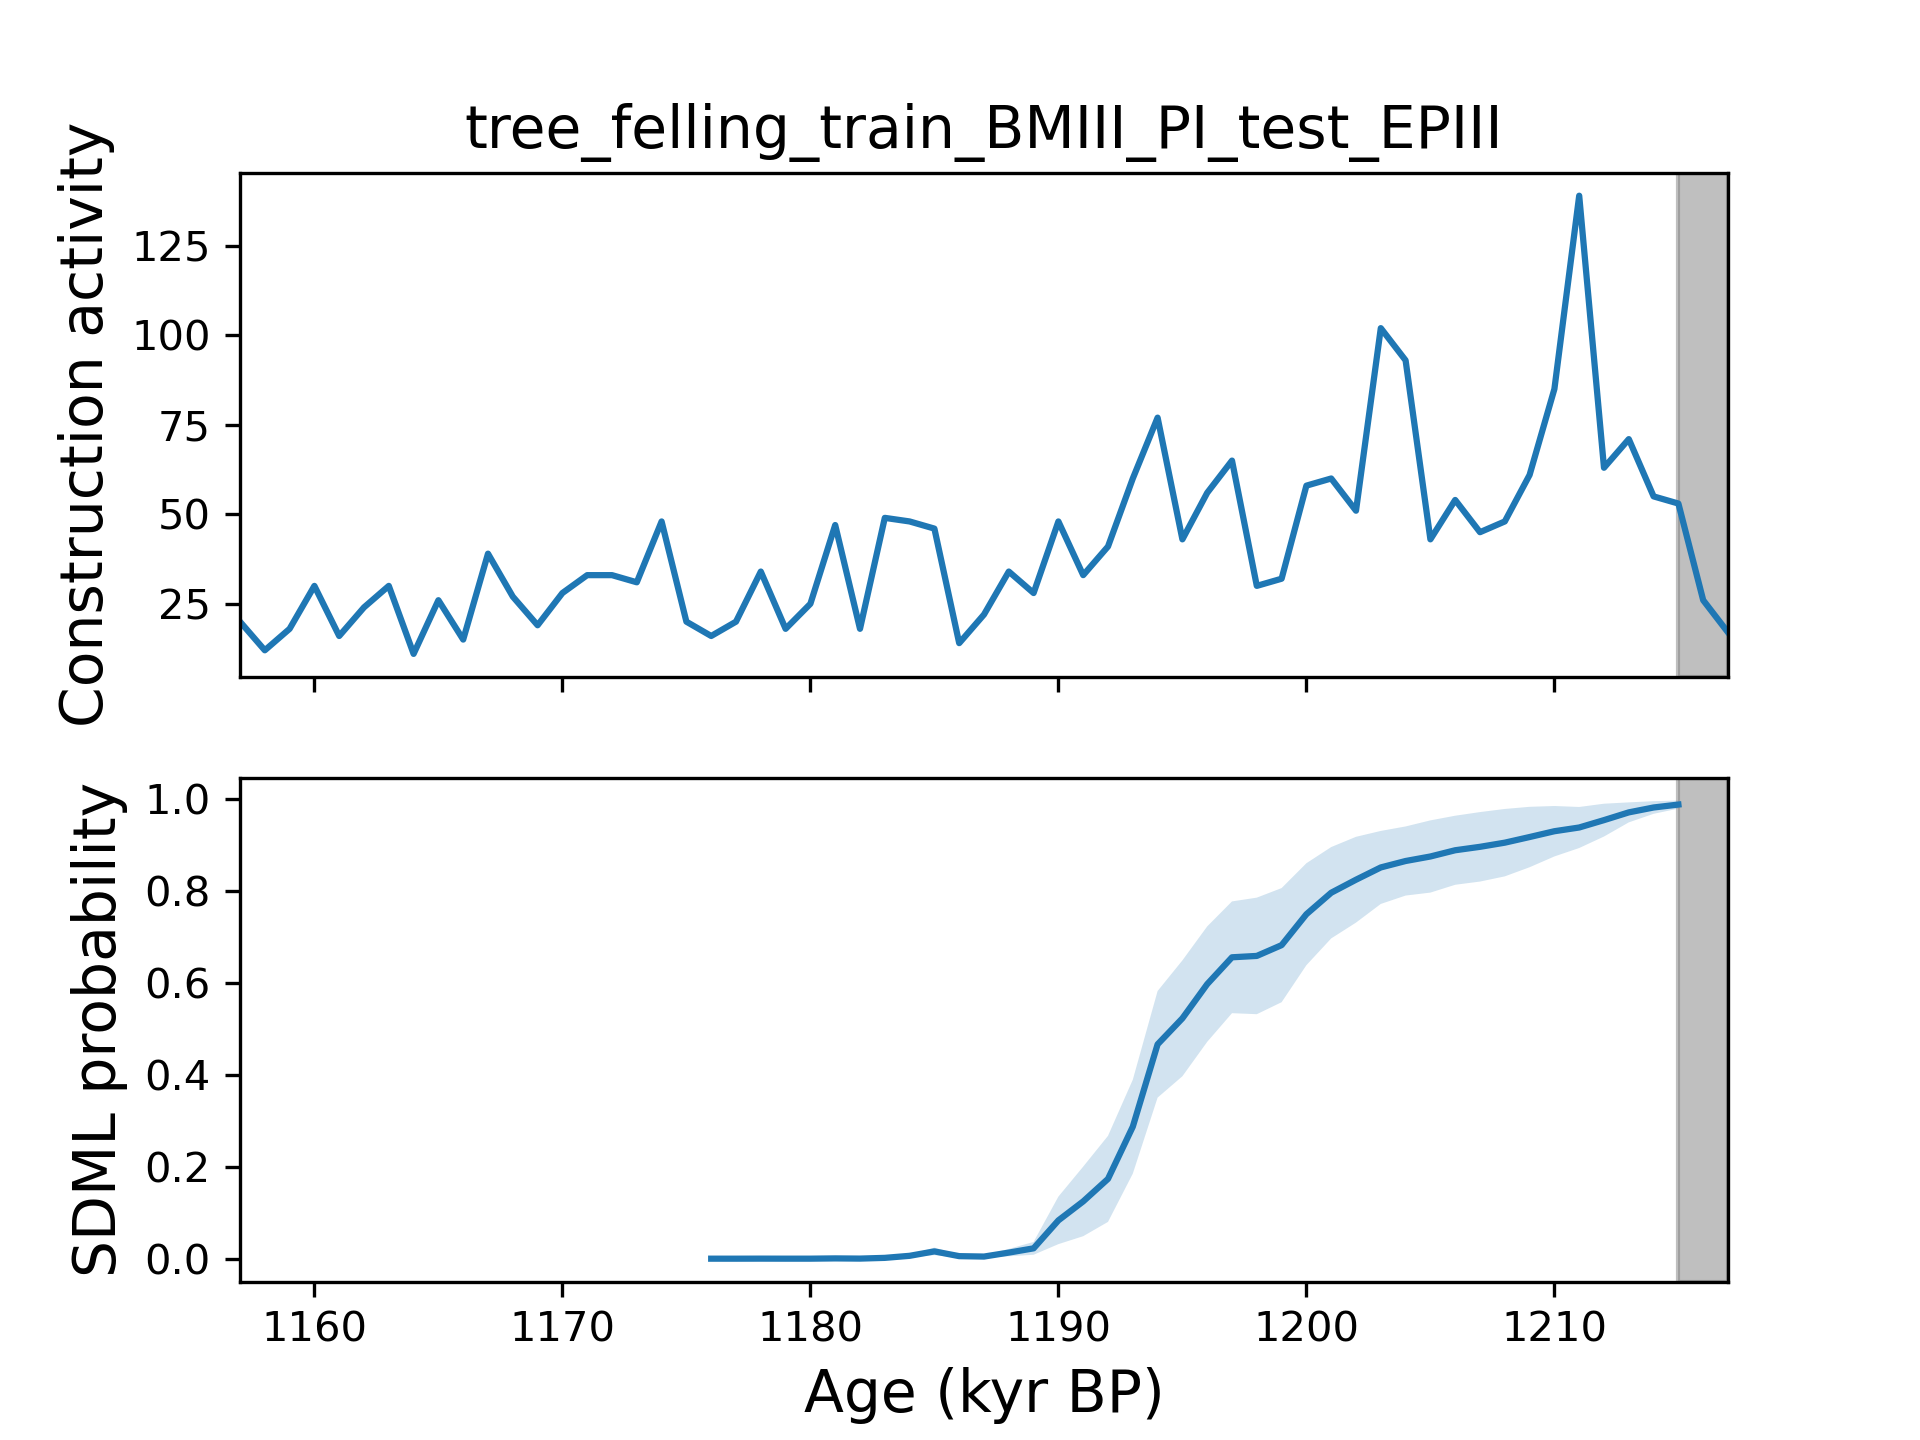 tree_felling_train_BMIII_PI_test_EPIII
Construction activity
125
100
75
50
25
SDML probability
1.0
0.8
0.6
0.4
0.2
0.0
1160 1170 1180 1190 1200 1210
Age (kyr BP)